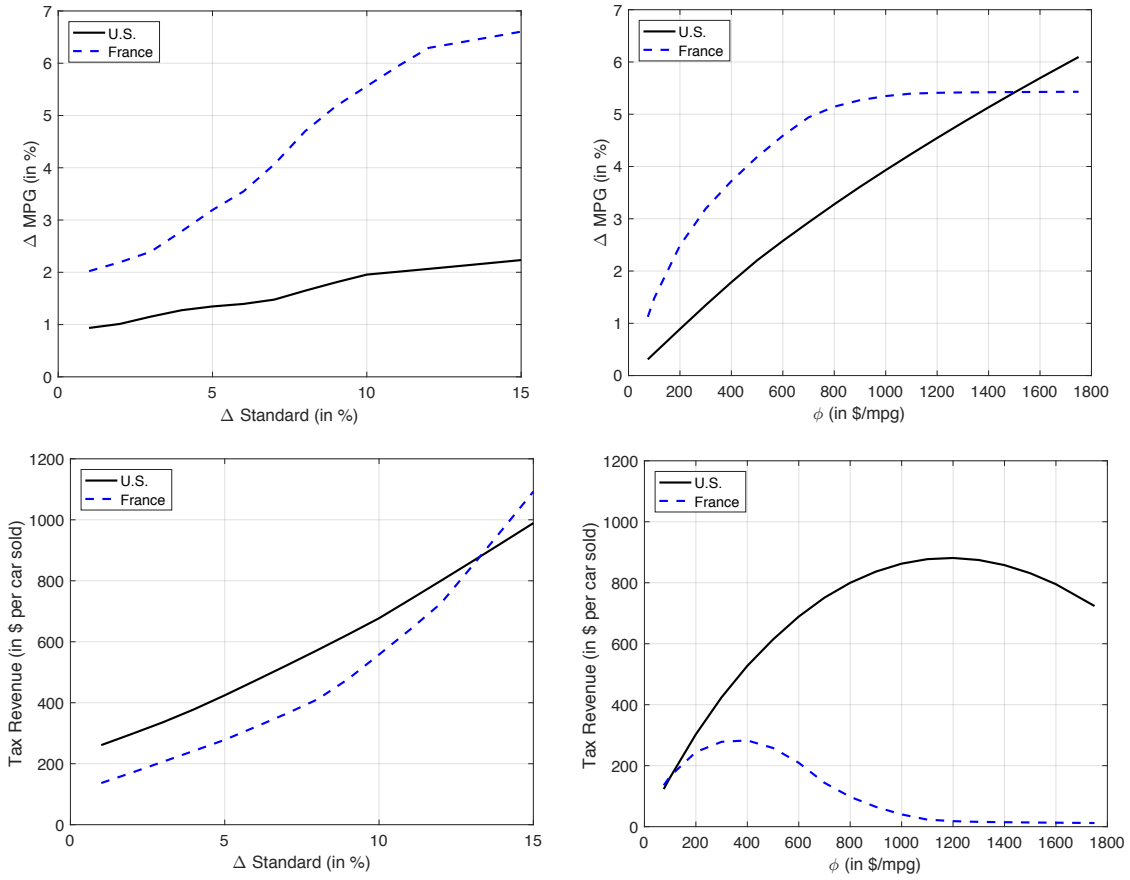 7
6
5
4
3
2
1
0
Δ MPG (in %)
U.S.
France
0 5 10 15
Δ Standard (in %)
7
6
5
4
3
2
1
0
Δ MPG (in %)
U.S.
France
200 400 600 800 1000 1200 1400 1600 1800
ϕ (in $/mpg)
1200
1000
800
600
400
200
0
Tax Revenue (in $ per car sold)
U.S.
France
0 5 10 15
Δ Standard (in %)
1200
1000
800
600
400
200
0
Tax Revenue (in $ per car sold)
U.S.
France
0 200 400 600 800 1000 1200 1400 1600 1800
ϕ (in $/mpg)